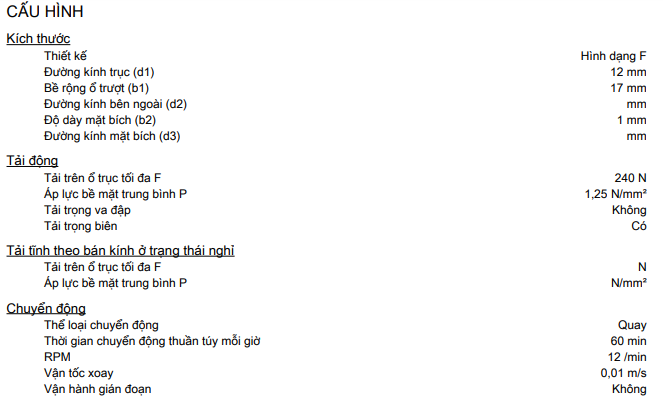 CẤU HÌNH
Kích thước
Thiết kế Hình dạng F
Đường kính trục (d1) 12 mm
Bề rộng ổ trượt (b1) 17 mm
Đường kính bên ngoài (d2) mm
Độ dày mặt bích (b2) 1 mm
Đường kính mặt bích (d3) mm
Tải động
Tải trên ổ trục tối đa F 240 N
Áp lực bề mặt trung bình P 1,25 N/mm²
Tải trọng va đập Không
Tải trọng biên Có
Tải tĩnh theo bán kính ở trạng thái nghỉ
Tải trên ổ trục tối đa F N
Áp lực bề mặt trung bình P N/mm²
Chuyển động
Thể loại chuyển động Quay
Thời gian chuyển động thuần túy mỗi giờ 60 min
RPM 12 /min
Vận tốc xoay 0,01 m/s
Vận hành gián đoạn Không